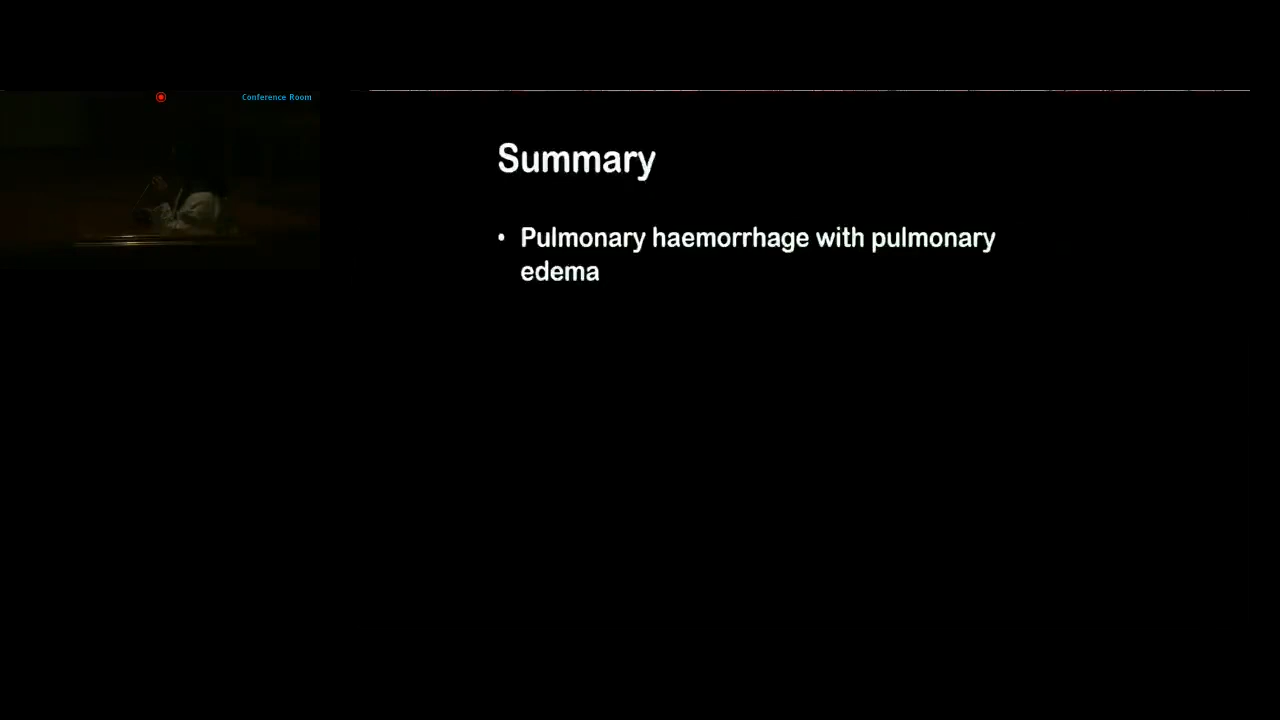 Conference Room
Summary
• Pulmonary haemorrhage with pulmonary
edema